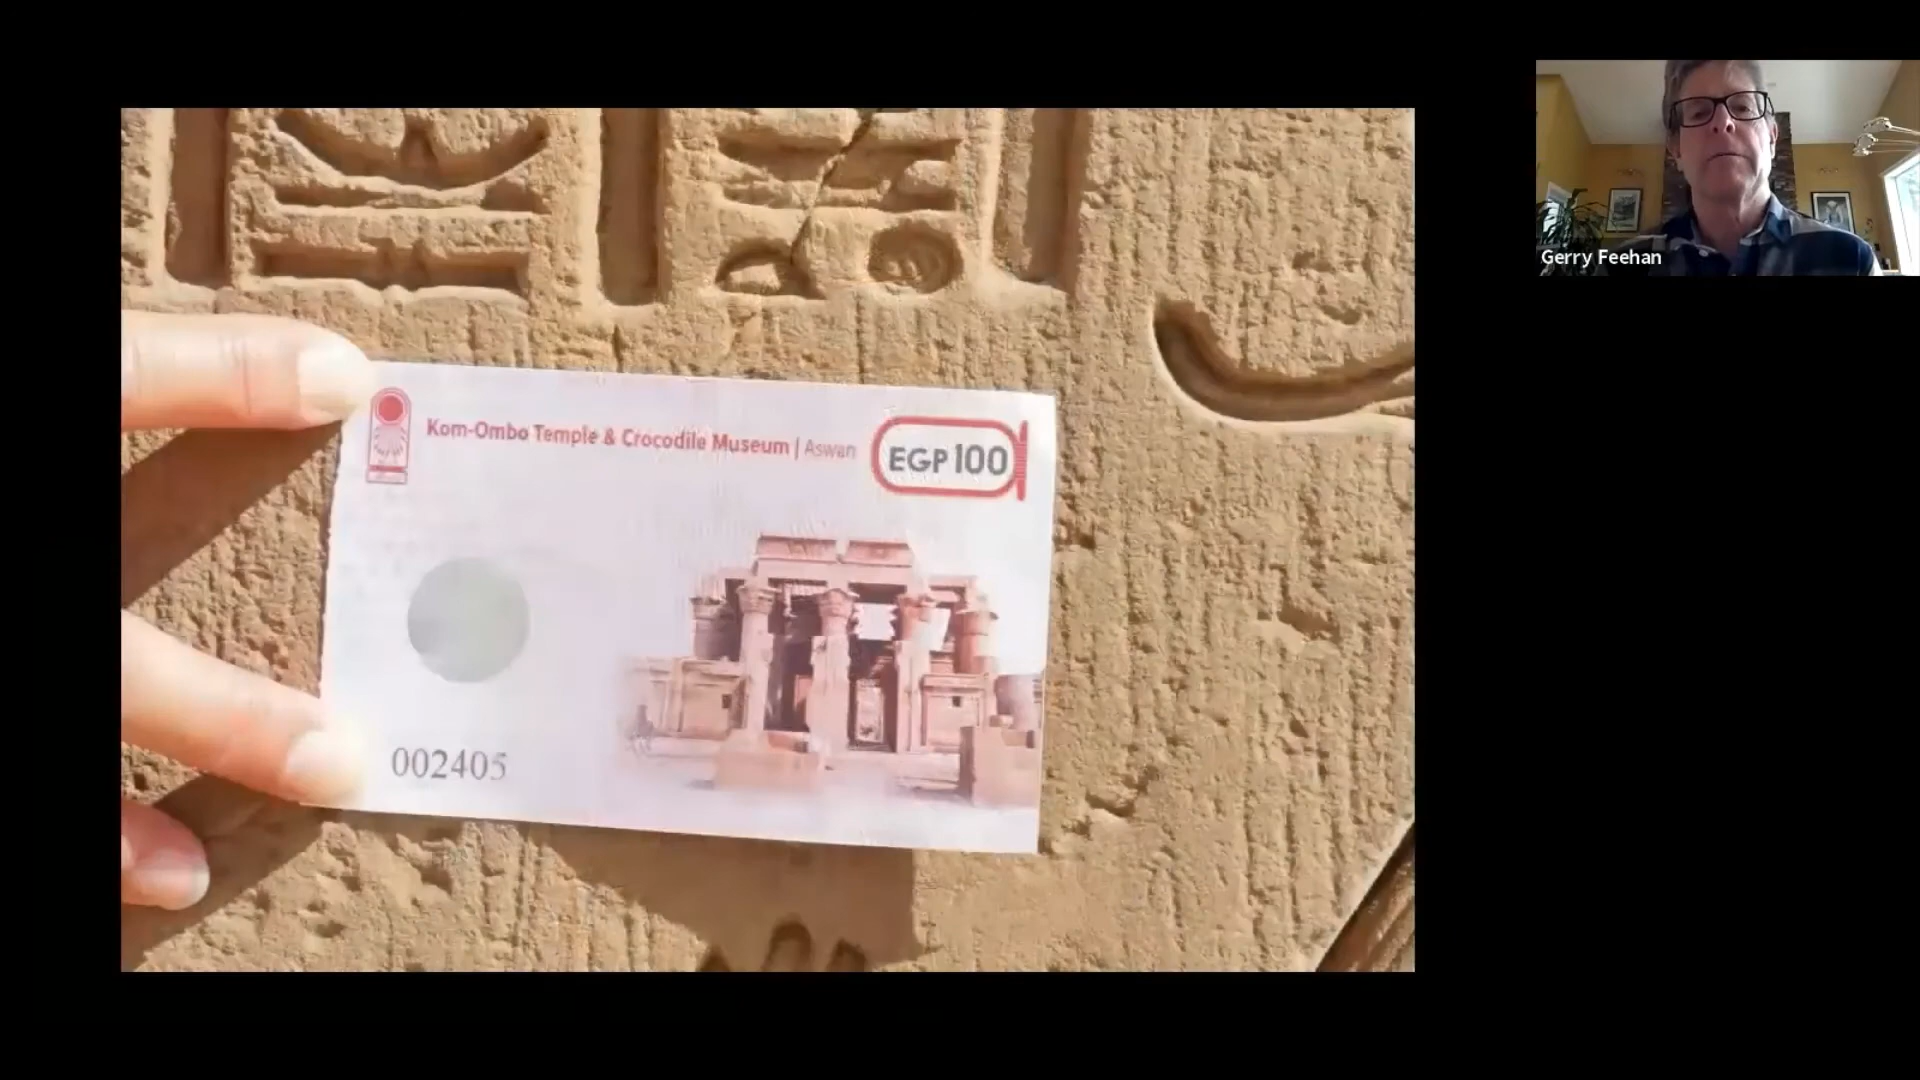 Kom-Ombo Temple & Crocodile Museum | Aswan
EGP 100
002405
Gerry Feehan